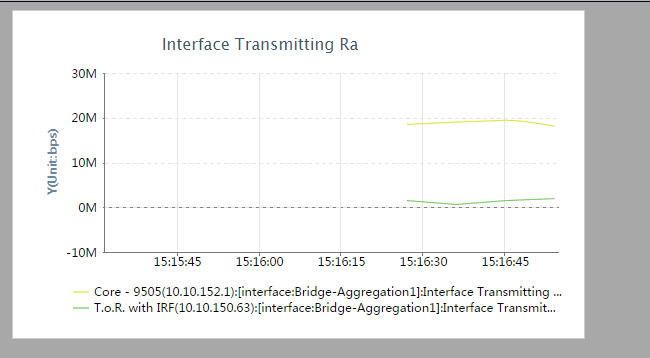 Interface Transmitting Ra
Y(Unit:bps)
30M
20M
10M
0M
-10M
15:15:45 15:16:00 15:16:15 15:16:30 15:16:45
Core - 9505(10.10.152.1):[interface:Bridge-Aggregation1]:Interface Transmitting ...
T.o.R. with IRF(10.10.150.63):[interface:Bridge-Aggregation1]:Interface Transmit...